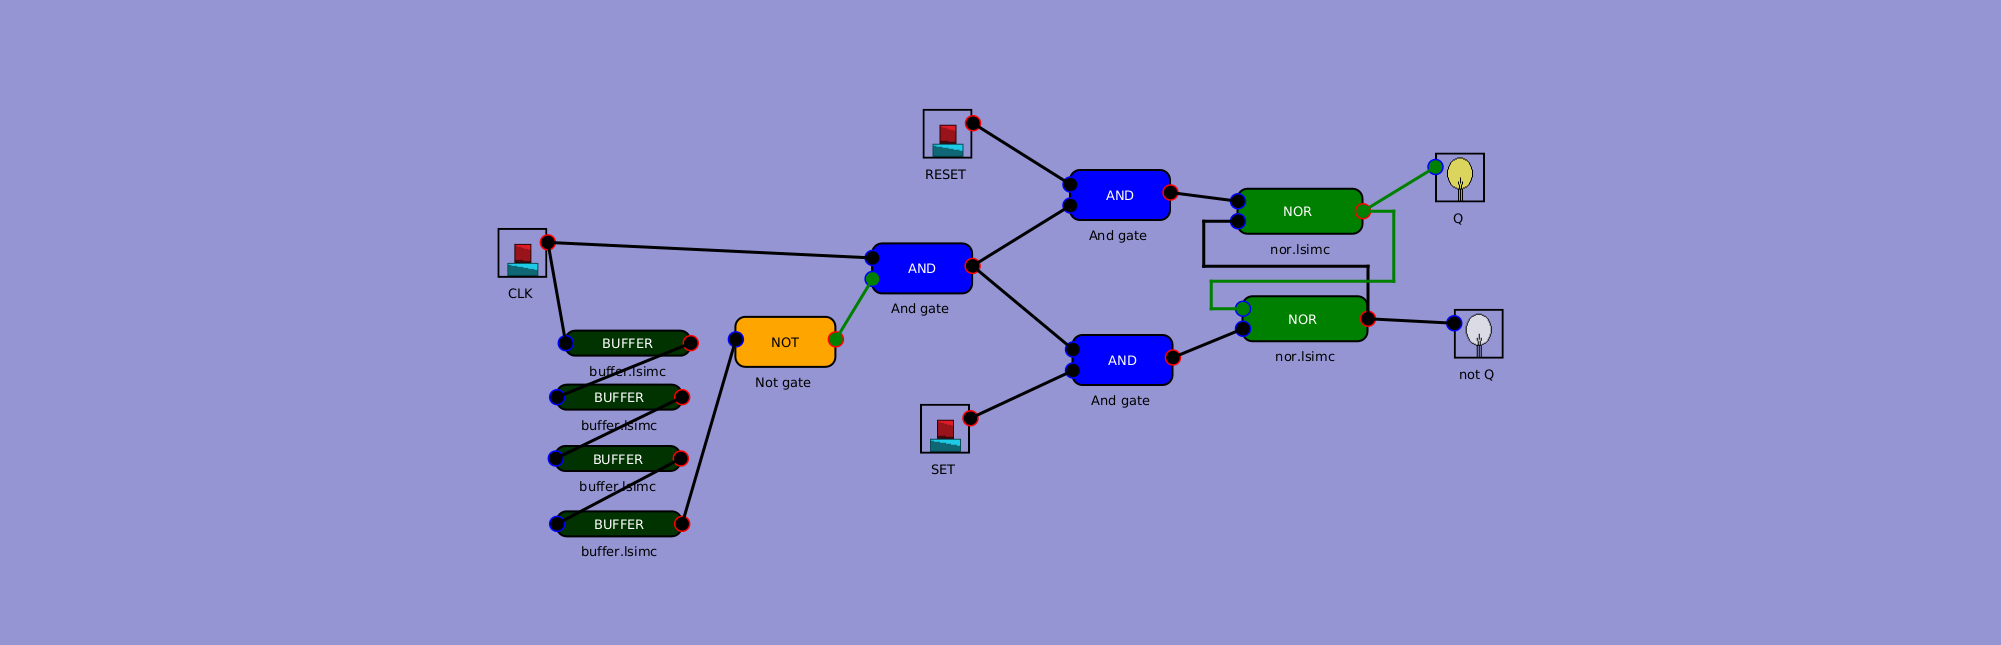 RESET
AND
And gate
NOR
nor.lsimc
Q
CLK
AND
And gate
NOR
nor.lsimc
not Q
BUFFER
buffer.lsimc
BUFFER
buffer.lsimc
BUFFER
buffer.lsimc
BUFFER
buffer.lsimc
NOT
Not gate
AND
And gate
SET